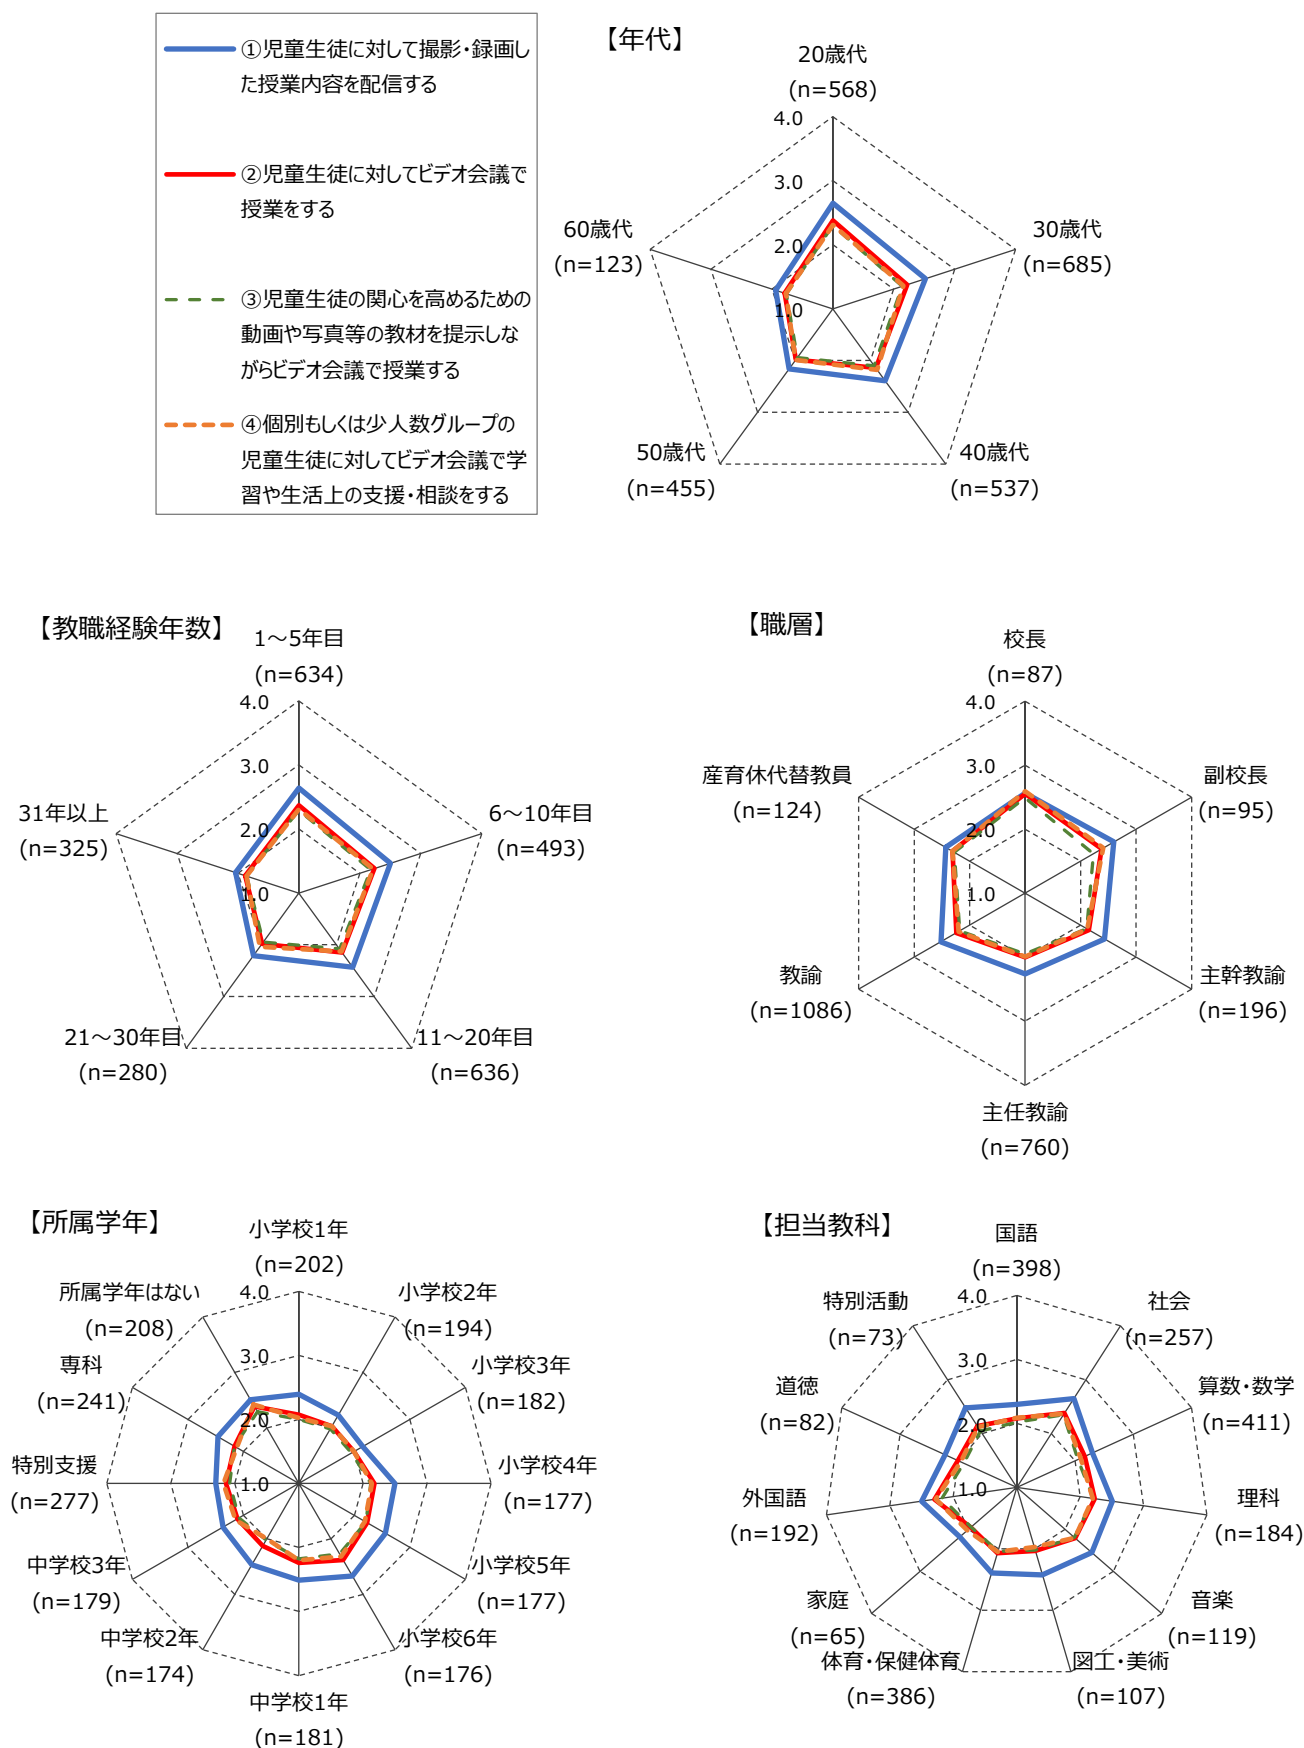 ①児童生徒に対して撮影・録画し
た授業内容を配信する
②児童生徒に対してビデオ会議で
授業をする
③児童生徒の関心を高めるための
動画や写真等の教材を提示しな
がらビデオ会議で授業する
④個別もしくは少人数グループの
児童生徒に対してビデオ会議で学
習や生活上の支援・相談をする
【年代】
20歳代
(n=568)
30歳代
(n=685)
40歳代
(n=537)
50歳代
(n=455)
60歳代
(n=123)
4.0
3.0
2.0
1.0
【教職経験年数】
1～5年目
(n=634)
6～10年目
(n=493)
11～20年目
(n=636)
21～30年目
(n=280)
31年以上
(n=325)
4.0
3.0
2.0
1.0
【職層】
校長
(n=87)
副校長
(n=95)
主幹教諭
(n=196)
主任教諭
(n=760)
教諭
(n=1086)
産育休代替教員
(n=124)
4.0
3.0
2.0
1.0
【所属学年】
小学校1年
(n=202)
小学校2年
(n=194)
小学校3年
(n=182)
小学校4年
(n=177)
小学校5年
(n=177)
小学校6年
(n=176)
中学校1年
(n=181)
中学校2年
(n=174)
中学校3年
(n=179)
特別支援
(n=277)
専科
(n=241)
所属学年はない
(n=208)
4.0
3.0
2.0
1.0
【担当教科】
国語
(n=398)
社会
(n=257)
算数・数学
(n=411)
理科
(n=184)
音楽
(n=119)
図工・美術
(n=107)
体育・保健体育
(n=386)
家庭
(n=65)
外国語
(n=192)
道徳
(n=82)
特別活動
(n=73)
4.0
3.0
2.0
1.0